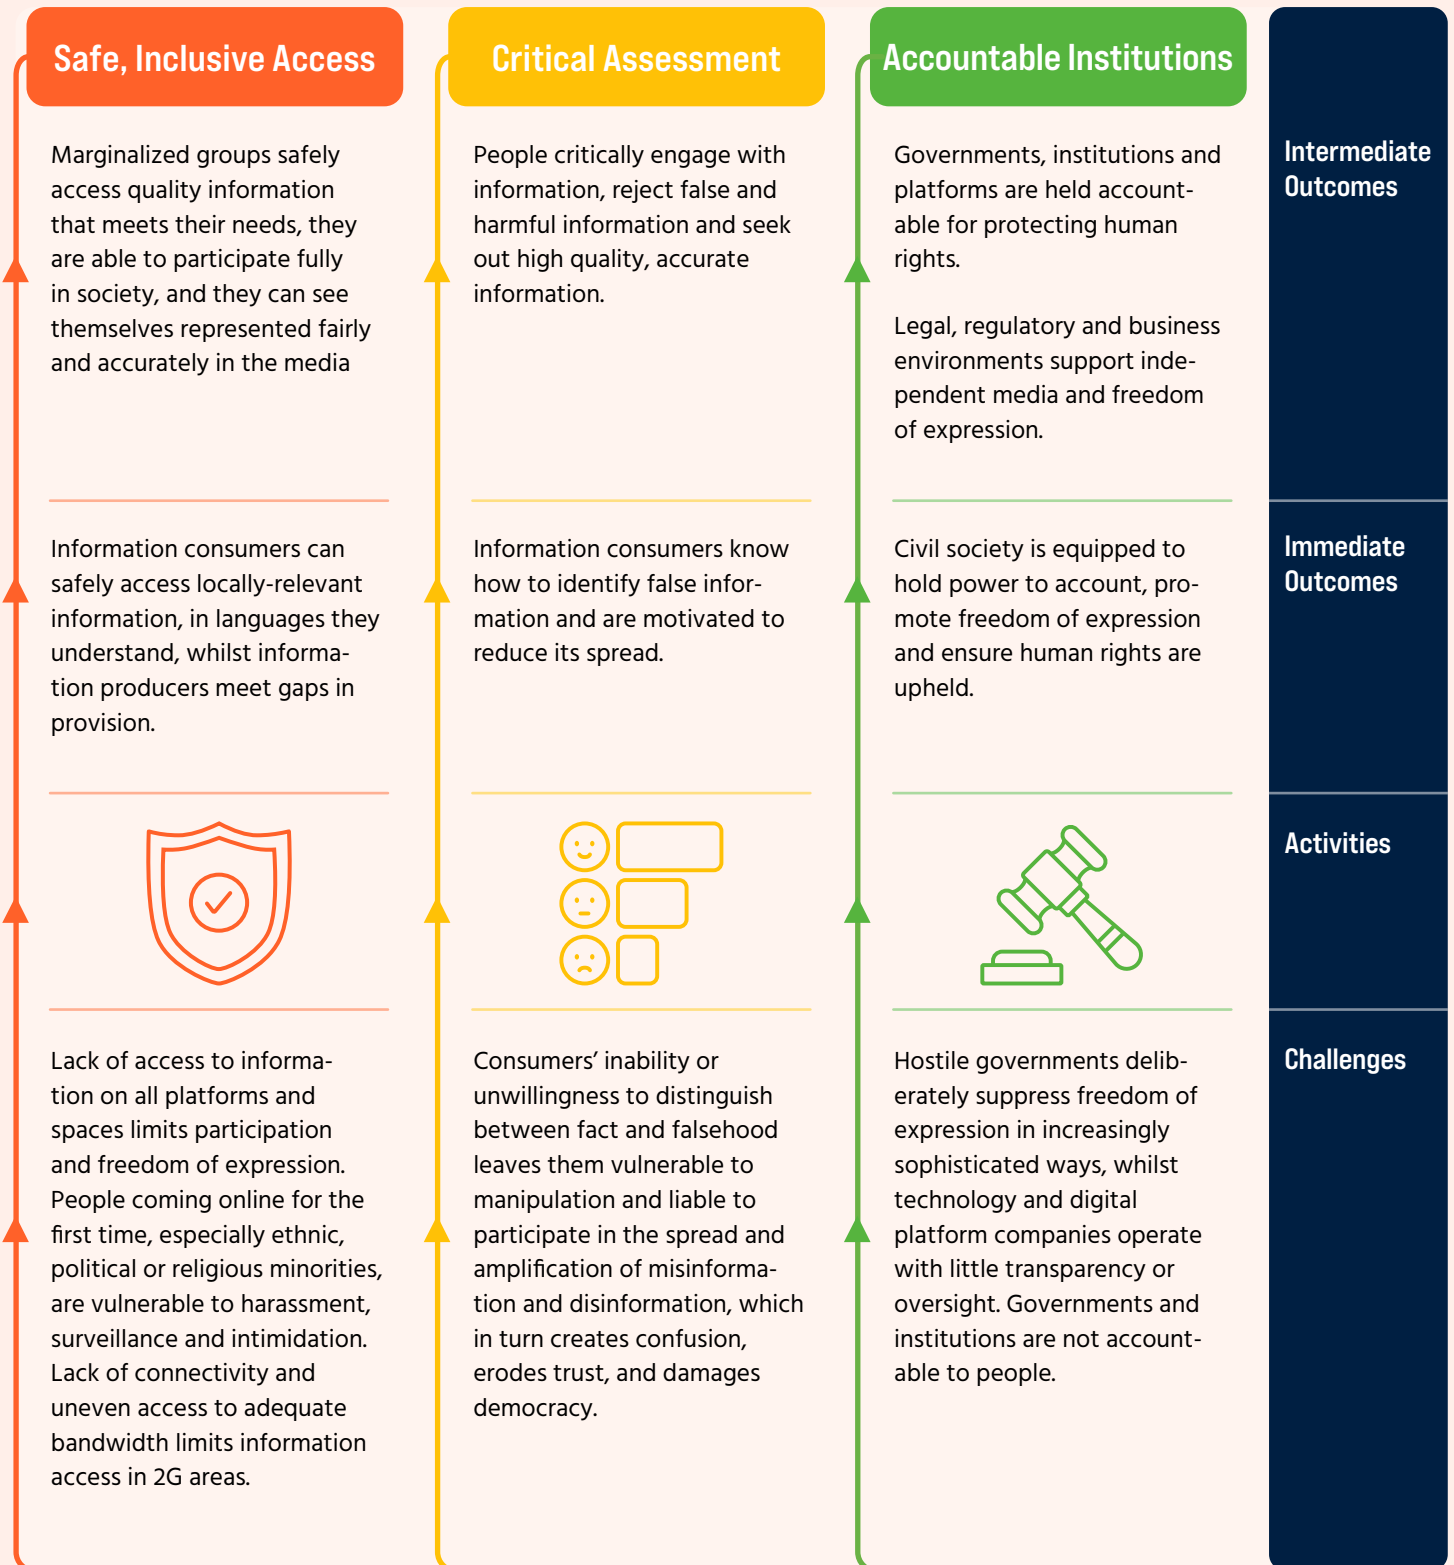 Safe, Inclusive Access
Critical Assessment
Accountable Institutions
Marginalized groups safely
access quality information
that meets their needs, they
are able to participate fully
in society, and they can see
themselves represented fairly
and accurately in the media
People critically engage with
information, reject false and
harmful information and seek
out high quality, accurate
information.
Governments, institutions and
platforms are held account-
able for protecting human
rights.
Legal, regulatory and business
environments support inde-
pendent media and freedom
of expression.
Intermediate
Outcomes
Information consumers can
safely access locally-relevant
information, in languages they
understand, whilst informa-
tion producers meet gaps in
provision.
Information consumers know
how to identify false infor-
mation and are motivated to
reduce its spread.
Civil society is equipped to
hold power to account, pro-
mote freedom of expression
and ensure human rights are
upheld.
Immediate
Outcomes
Activities
Lack of access to informa-
tion on all platforms and
spaces limits participation
and freedom of expression.
People coming online for the
first time, especially ethnic,
political or religious minorities,
are vulnerable to harassment,
surveillance and intimidation.
Lack of connectivity and
uneven access to adequate
bandwidth limits information
access in 2G areas.
Consumers’ inability or
unwillingness to distinguish
between fact and falsehood
leaves them vulnerable to
manipulation and liable to
participate in the spread and
amplification of misinforma-
tion and disinformation, which
in turn creates confusion,
erodes trust, and damages
democracy.
Hostile governments delib-
erately suppress freedom of
expression in increasingly
sophisticated ways, whilst
technology and digital
platform companies operate
with little transparency or
oversight. Governments and
institutions are not account-
able to people.
Challenges